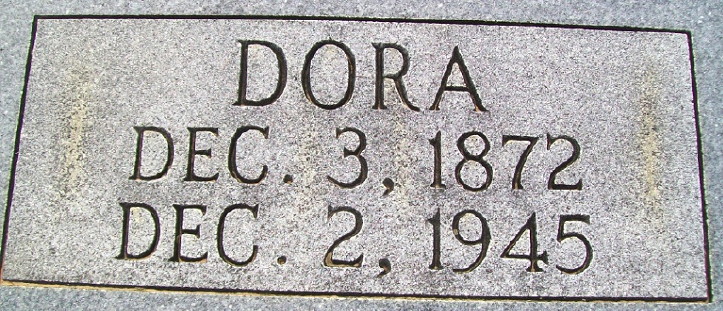 DORA
DEC. 3, 1872
DEC. 2, 1945